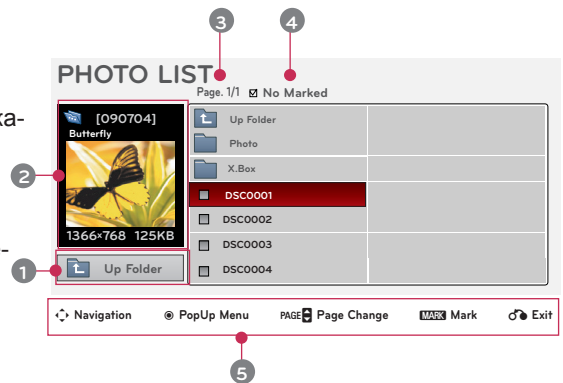 3
4
PHOTO LIST
Page. 1/1 No Marked
ka-
[090704]
Butterfly
1366×768 125KB
Up Folder
Photo
X.Box
DSC0001
DSC0002
DSC0003
DSC0004
2
-
1
Up Folder
Navigation PopUp Menu PAGE Page Change MARK Mark Exit
5